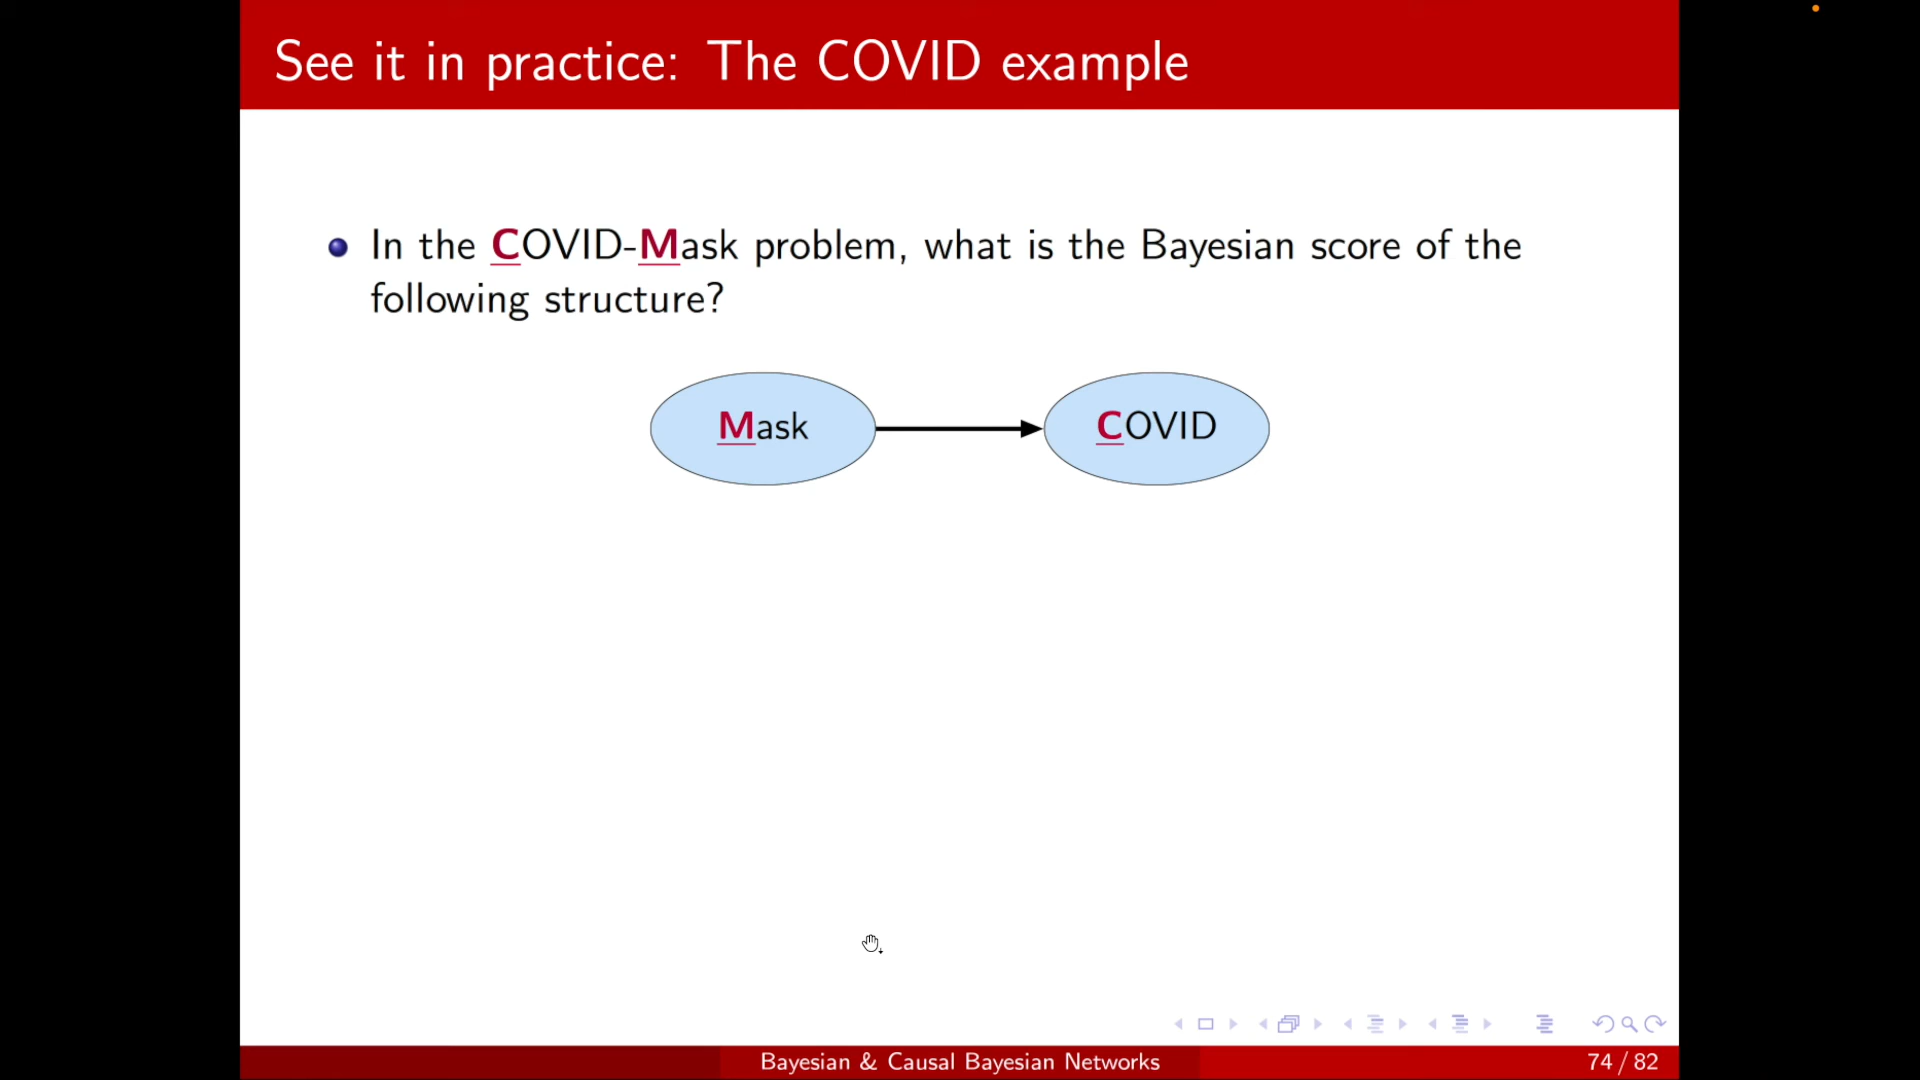 See it in practice: The COVID example
In the COVID-Mask problem, what is the Bayesian score of the
following structure?
Mask
COVID
Bayesian & Causal Bayesian Networks
74 / 82